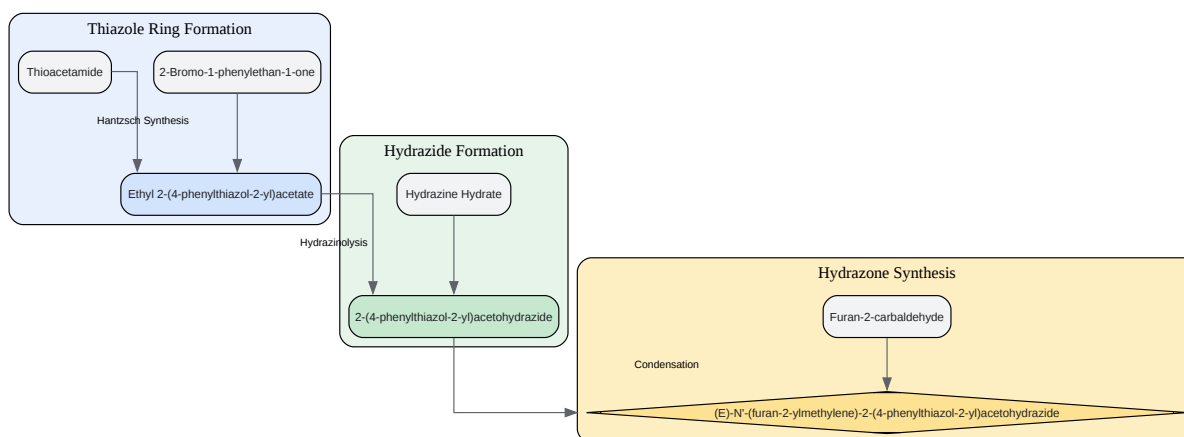 Thiazole Ring Formation
Thioacetamide
2-Bromo-1-phenylethan-1-one
Hantzsch Synthesis
Ethyl 2-(4-phenylthiazol-2-yl)acetate
Hydrazide Formation
Hydrazine Hydrate
Hydrazinolysis
2-(4-phenylthiazol-2-yl)acetohydrazide
Hydrazone Synthesis
Furan-2-carbaldehyde
Condensation
(E)-N'-(furan-2-ylmethylene)-2-(4-phenylthiazol-2-yl)acetohydrazide